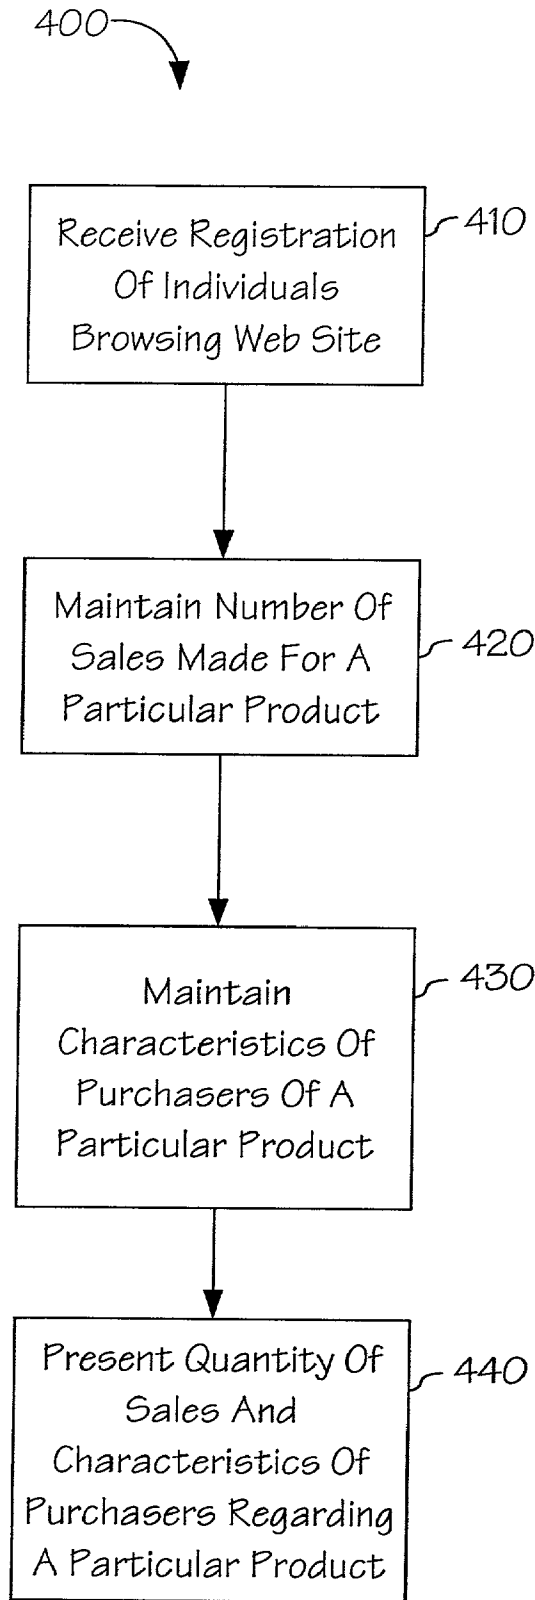 400
Receive Registration
Of Individuals
Browsing Web Site
410
Maintain Number Of
Sales Made For A
Particular Product
420
Maintain
Characteristics Of
Purchasers Of A
Particular Product
430
Present Quantity Of
Sales And
Characteristics Of
Purchasers Regarding
A Particular Product
440